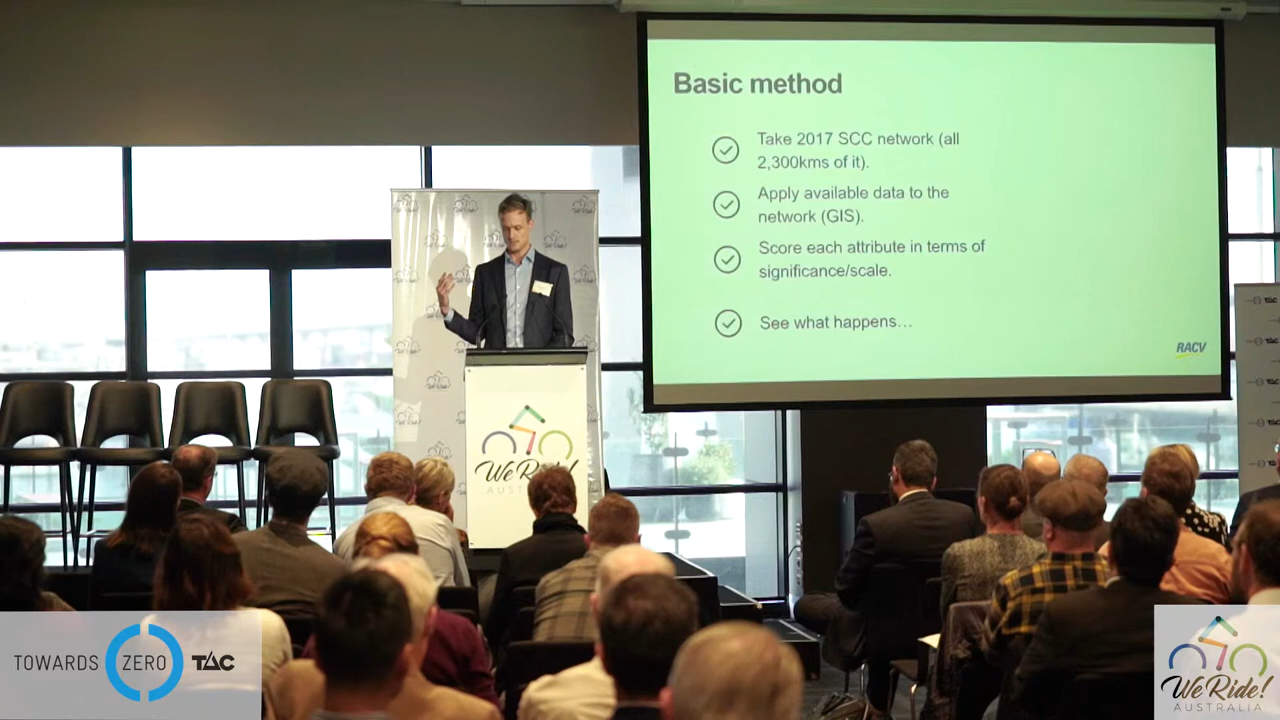 Basic method
Take 2017 SCC network (all
2,300kms of it).
Apply available data to the
network (GIS).
Score each attribute in terms of
significance/scale.
See what happens…
RACV
We Ride!
AUSTRALIA
TOWARDS ZERO TAC
We Ride!
AUSTRALIA